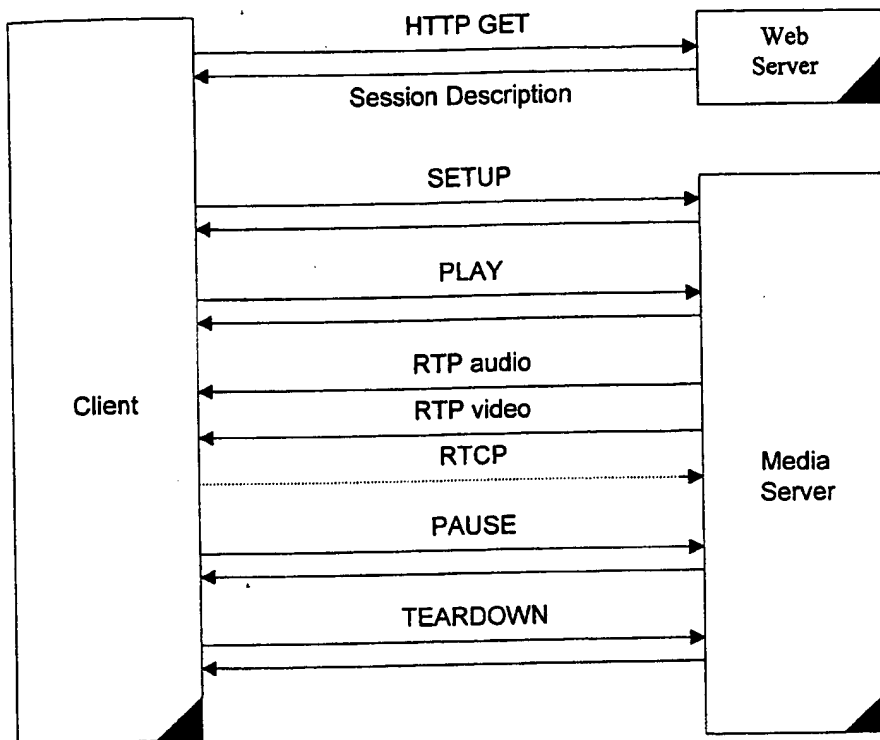 HTTP GET
Web
Server
Session Description
SETUP
PLAY
RTP audio
Client
RTP video
RTCP
Media
Server
PAUSE
TEARDOWN